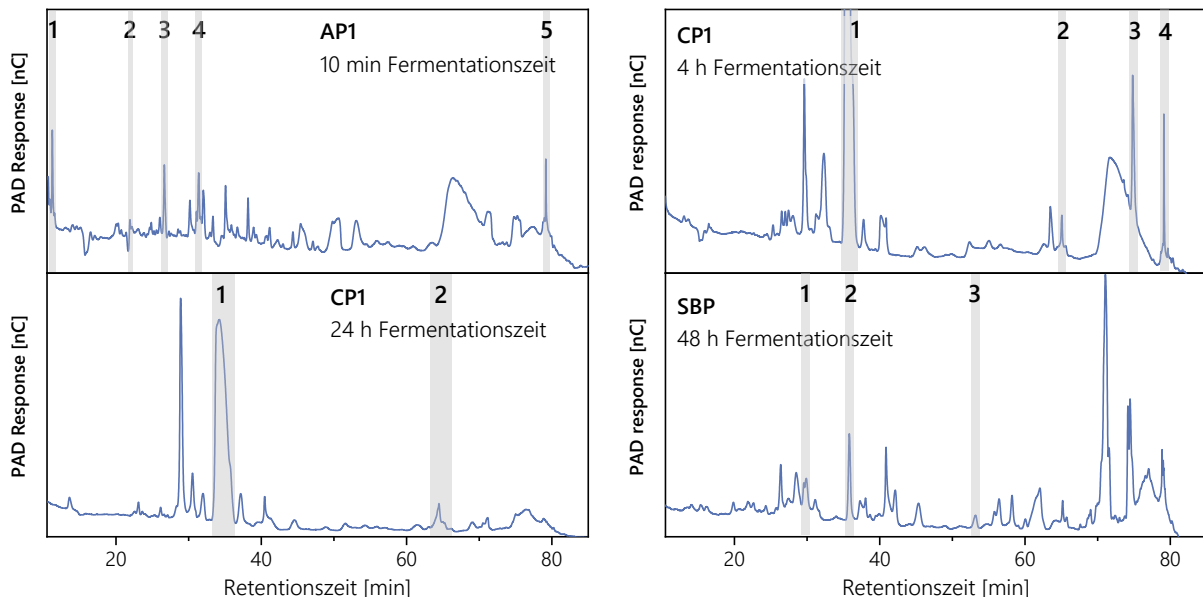 1 2 3 4 AP1 5
10 min Fermentationszeit
PAD Response [nC]
CP1
1 2 3 4
4 h Fermentationszeit
PAD response [nC]
1 CP1 2
24 h Fermentationszeit
PAD Response [nC]
20 40 60 80
Retentionszeit [min]
SBP
1 2 3
48 h Fermentationszeit
PAD response [nC]
20 40 60 80
Retentionszeit [min]